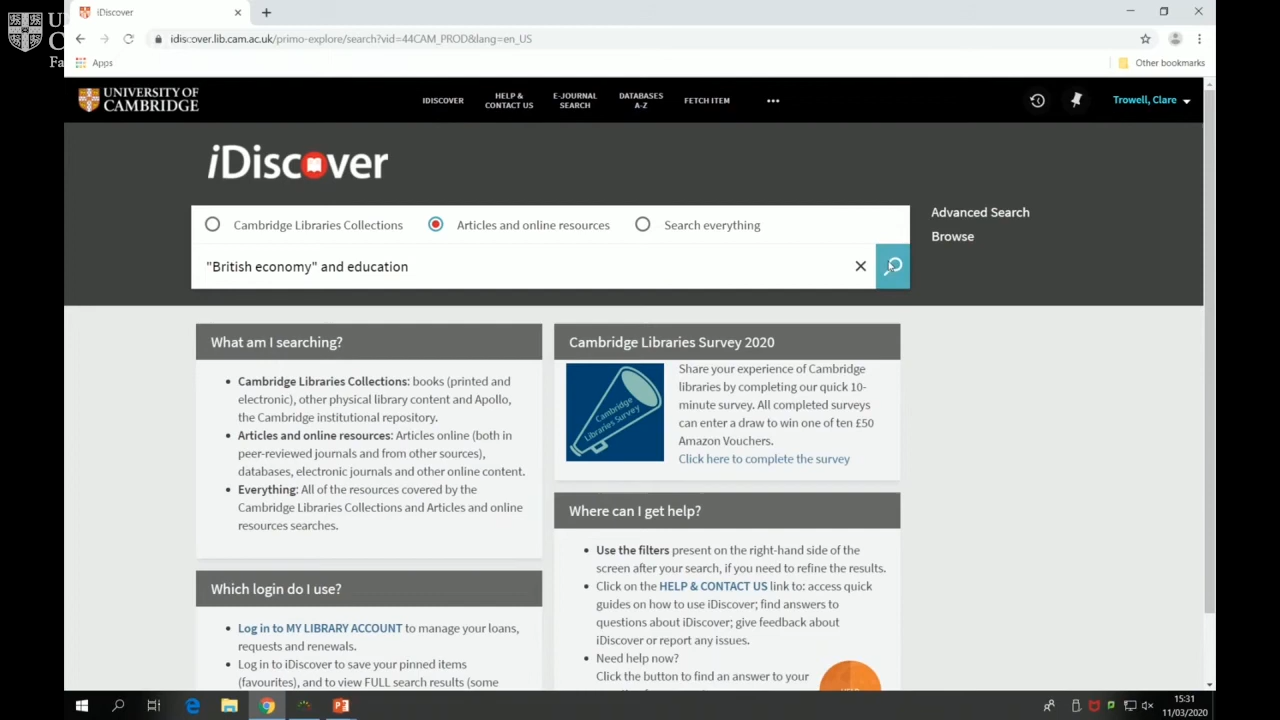 iDiscover
idiscover.lib.cam.ac.uk/primo-explore/search?vid=44CAM_PROD&lang=en_US
Apps
Other bookmarks
UNIVERSITY OF
CAMBRIDGE
IDISCOVER
HELP &
CONTACT US
E-JOURNAL
SEARCH
DATABASES
A-Z
FETCH ITEM
Trowell, Clare
iDiscover
Cambridge Libraries Collections
Articles and online resources
Search everything
Advanced Search
Browse
"British economy" and education
What am I searching?
Cambridge Libraries Collections: books (printed and
electronic), other physical library content and Apollo,
the Cambridge institutional repository.
Articles and online resources: Articles online (both in
peer-reviewed journals and from other sources),
databases, electronic journals and other online content.
Everything: All of the resources covered by the
Cambridge Libraries Collections and Articles and online
resources searches.
Cambridge Libraries Survey 2020
Cambridge
Libraries Survey
Share your experience of Cambridge
libraries by completing our quick 10-
minute survey. All completed surveys
can enter a draw to win one of ten £50
Amazon Vouchers.
Click here to complete the survey
Which login do I use?
Log in to MY LIBRARY ACCOUNT to manage your loans,
requests and renewals.
Log in to iDiscover to save your pinned items
(favourites), and to view FULL search results (some
Where can I get help?
Use the filters present on the right-hand side of the
screen after your search, if you need to refine the results.
Click on the HELP & CONTACT US link to: access quick
guides on how to use iDiscover; find answers to
questions about iDiscover; give feedback about
iDiscover or report any issues.
Need help now?
Click the button to find an answer to your
15:31
11/03/2020